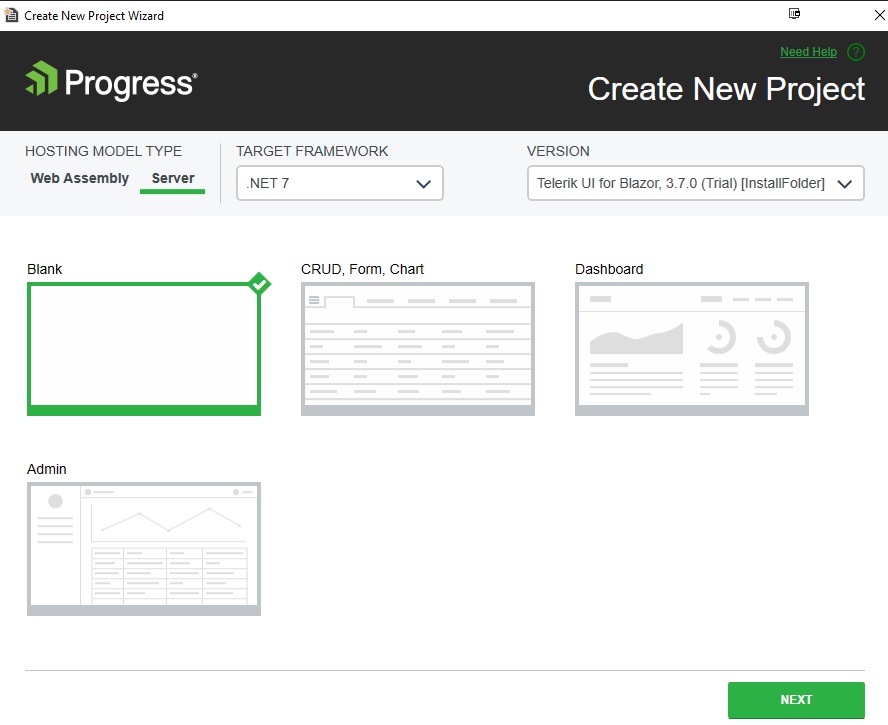 Create New Project Wizard
Need Help ?
Progress®
Create New Project
HOSTING MODEL TYPE
Web Assembly Server
TARGET FRAMEWORK
.NET 7
VERSION
Telerik UI for Blazor, 3.7.0 (Trial) [InstallFolder]
Blank
CRUD, Form, Chart
Dashboard
Admin
NEXT